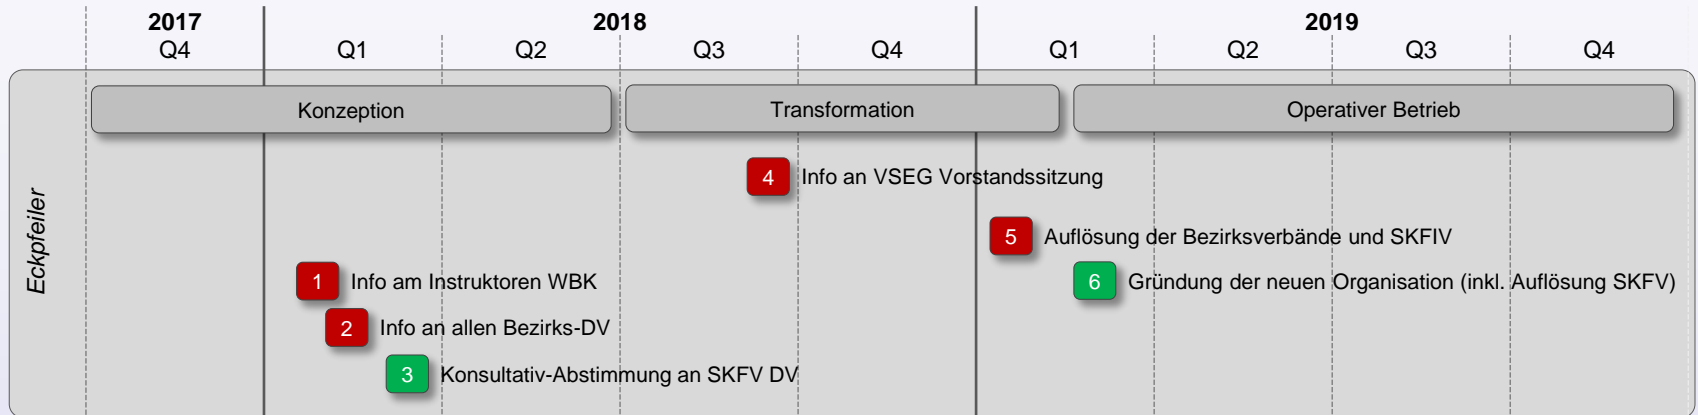 2017 2018 2019
Q4 Q1 Q2 Q3 Q4 Q1 Q2 Q3 Q4
Konzeption Transformation Operativer Betrieb
Eckpfeiler
4 Info an VSEG Vorstandssitzung
5 Auflösung der Bezirksverbände und SKFIV
1 Info am Instruktoren WBK
6 Gründung der neuen Organisation (inkl. Auflösung SKFV)
2 Info an allen Bezirks-DV
3 Konsultativ-Abstimmung an SKFV DV